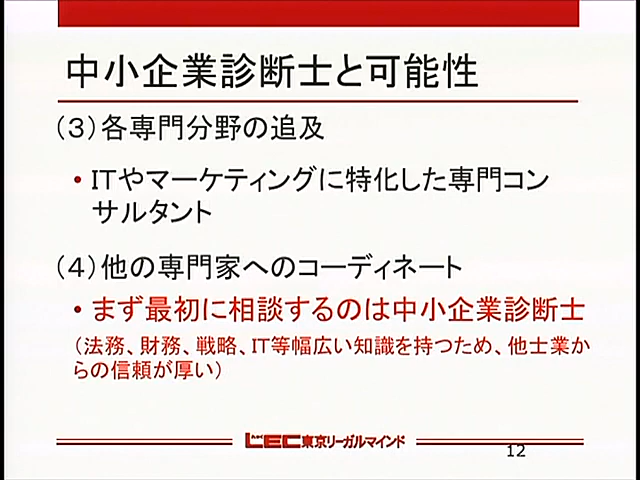 中小企業診断士と可能性
（３）各専門分野の追及
• ITやマーケティングに特化した専門コン
サルタント
（４）他の専門家へのコーディネート
• まず最初に相談するのは中小企業診断士
（法務、財務、戦略、IT等幅広い知識を持つため、他士業か
らの信頼が厚い）
LEC東京リーガルマインド
12